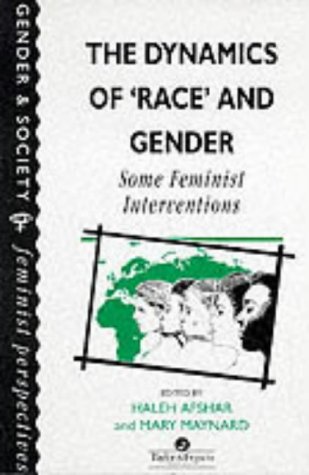 GENDER & SOCIETY
feminist perspectives
THE DYNAMICS
OF 'RACE' AND
GENDER
Some Feminist
Interventions
EDITED BY
HALEH AFSHAR
and MARY MAYNARD
Taylor & Francis